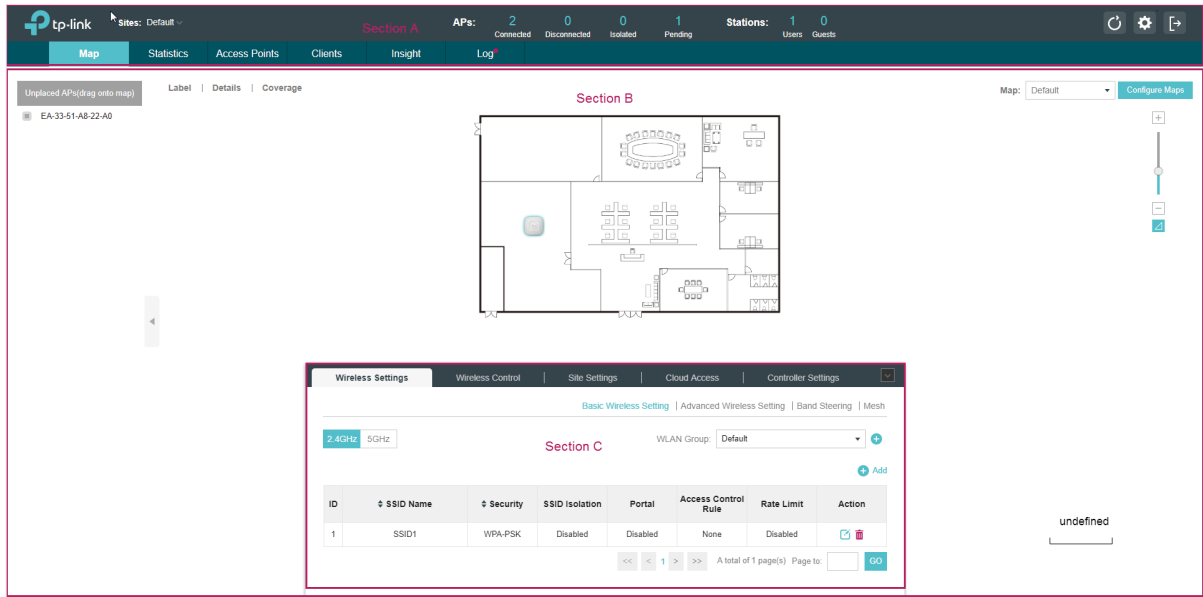 tp-link Sites: Default Section A APs: 2 0 0 1 Stations: 1 0
Connected Disconnected Isolated Pending Users Guests
Map Statistics Access Points Clients Insight Log
Unplaced APs(drag onto map) Label | Details | Coverage Section B Map: Default Configure Maps
EA-33-51-A8-22-A0
Wireless Settings Wireless Control | Site Settings | Cloud Access | Controller Settings
Basic Wireless Setting | Advanced Wireless Setting | Band Steering | Mesh
2.4GHz 5GHz Section C WLAN Group: Default
Add
ID SSID Name Security SSID Isolation Portal Access Control Rule Rate Limit Action
1 SSID1 WPA-PSK Disabled Disabled None Disabled
<< < 1 > >> A total of 1 page(s) Page to: GO
undefined